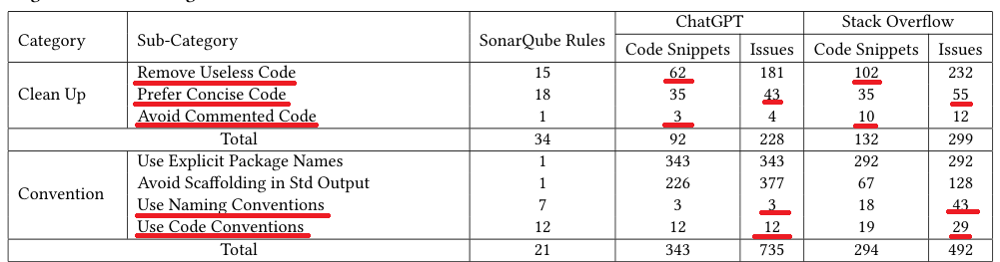 Category Sub-Category SonarQube Rules ChatGPT Stack Overflow
Code Snippets Issues Code Snippets Issues
Clean Up Remove Useless Code 15 62 181 102 232
Prefer Concise Code 18 35 43 35 55
Avoid Commented Code 1 3 4 10 12
Total 34 92 228 132 299
Convention Use Explicit Package Names 1 343 343 292 292
Avoid Scaffolding in Std Output 1 226 377 67 128
Use Naming Conventions 7 3 3 18 43
Use Code Conventions 12 12 12 19 29
Total 21 343 735 294 492